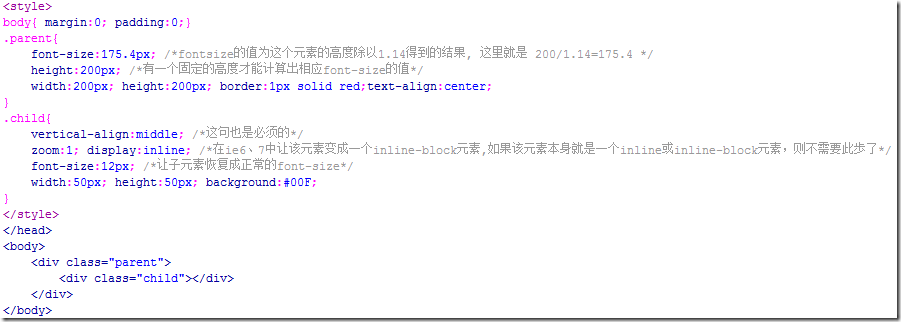 <style>
body{ margin:0; padding:0;}
.parent{
    font-size:175.4px; /*fontsize的值为这个元素的高度除以1.14得到的结果, 这里就是 200/1.14=175.4 */
    height:200px; /*有一个固定的高度才能计算出相应font-size的值*/
    width:200px; height:200px; border:1px solid red;text-align:center;
}
.child{
    vertical-align:middle; /*这句也是必须的*/
    zoom:1; display:inline; /*在ie6、7中让该元素变成一个inline-block元素,如果该元素本身就是一个inline或inline-block元素，则不需要此步了*/
    font-size:12px; /*让子元素恢复成正常的font-size*/
    width:50px; height:50px; background:#00F;
}
</style>
</head>
<body>
    <div class="parent">
        <div class="child"></div>
    </div>
</body>